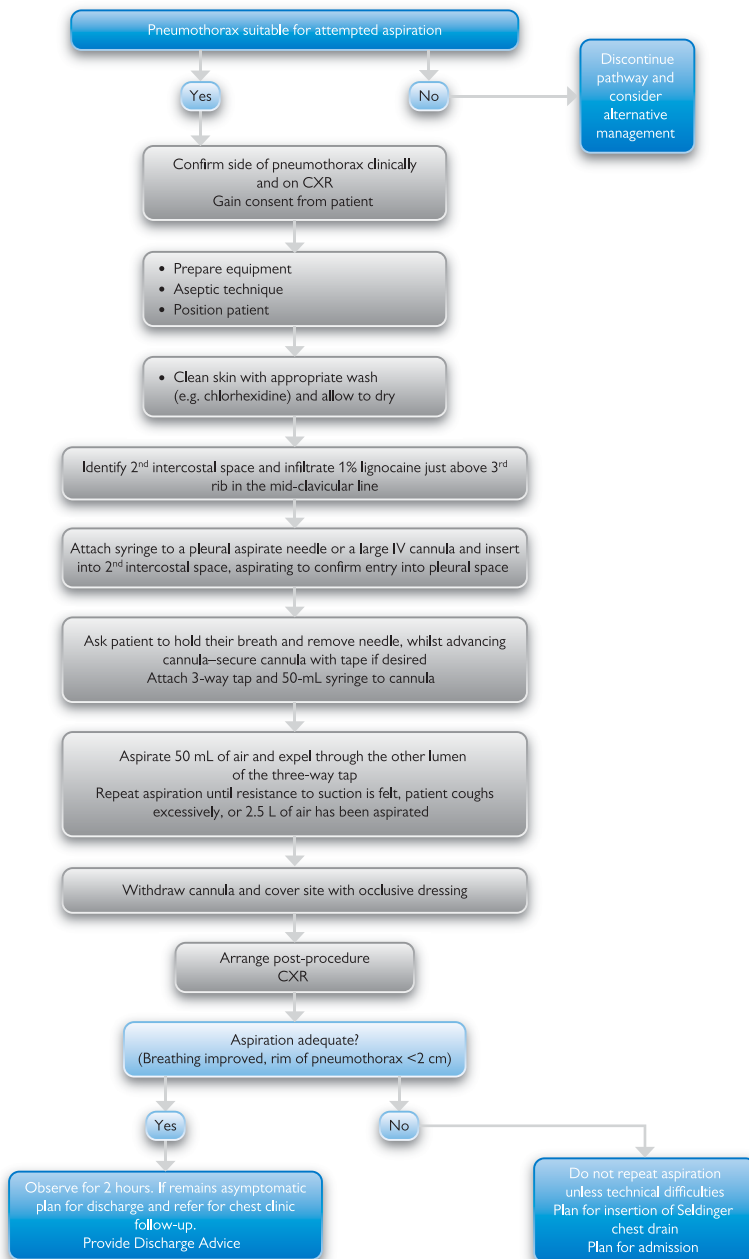 Pneumothorax suitable for attempted aspiration
Yes
No
Discontinue
pathway and
consider
alternative
management
Confirm side of pneumothorax clinically
and on CXR
Gain consent from patient
• Prepare equipment
• Aseptic technique
• Position patient
• Clean skin with appropriate wash
(e.g. chlorhexidine) and allow to dry
Identify 2nd intercostal space and infiltrate 1% lignocaine just above 3rd
rib in the mid-clavicular line
Attach syringe to a pleural aspirate needle or a large IV cannula and insert
into 2nd intercostal space, aspirating to confirm entry into pleural space
Ask patient to hold their breath and remove needle, whilst advancing
cannula–secure cannula with tape if desired
Attach 3-way tap and 50-mL syringe to cannula
Aspirate 50 mL of air and expel through the other lumen
of the three-way tap
Repeat aspiration until resistance to suction is felt, patient coughs
excessively, or 2.5 L of air has been aspirated
Withdraw cannula and cover site with occlusive dressing
Arrange post-procedure
CXR
Aspiration adequate?
(Breathing improved, rim of pneumothorax <2 cm)
Yes
No
Observe for 2 hours. If remains asymptomatic
plan for discharge and refer for chest clinic
follow-up.
Provide Discharge Advice
Do not repeat aspiration
unless technical difficulties
Plan for insertion of Seldinger
chest drain
Plan for admission